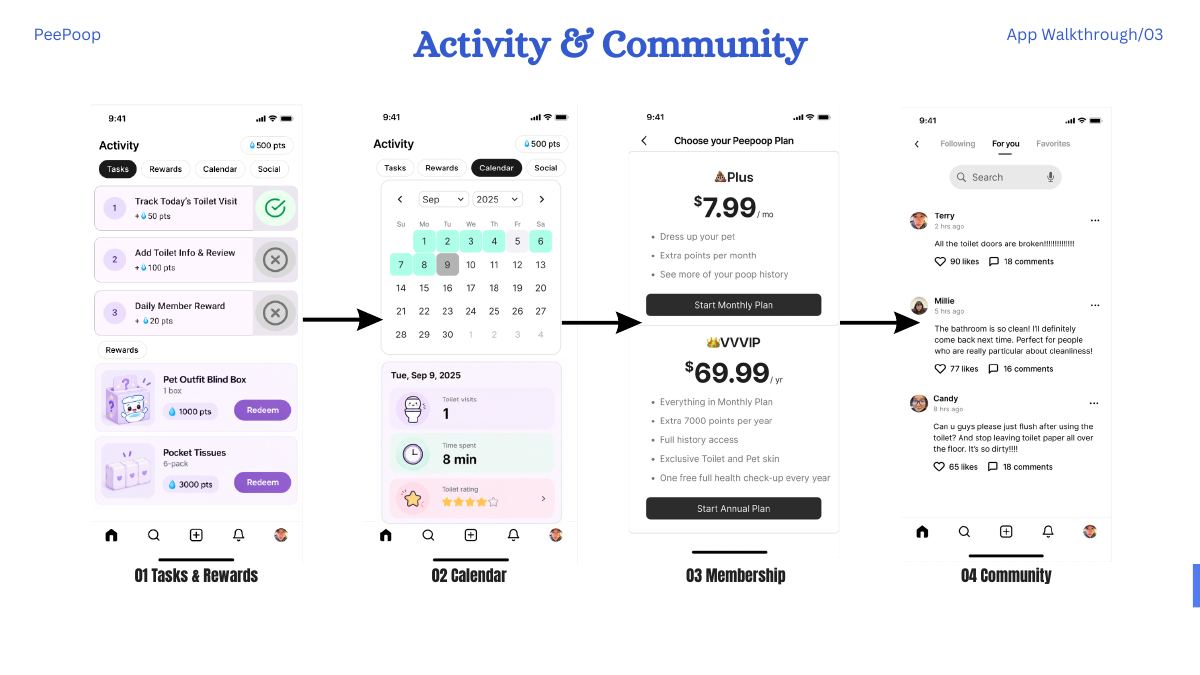 PeePoop
Activity & Community
App Walkthrough/03
9:41
Activity
500 pts
Tasks
Rewards
Calendar
Social
1
Track Today's Toilet Visit
+ 50 pts
2
Add Toilet Info & Review
+ 100 pts
3
Daily Member Reward
+ 20 pts
Rewards
Pet Outfit Blind Box
1 box
1000 pts
Redeem
Pocket Tissues
6-pack
3000 pts
Redeem
01 Tasks & Rewards
9:41
Activity
500 pts
Tasks
Rewards
Calendar
Social
Sep
2025
Su Mo Tu We Th Fr Sa
1 2 3 4 5 6
7 8 9 10 11 12 13
14 15 16 17 18 19 20
21 22 23 24 25 26 27
28 29 30 1 2 3 4
Tue, Sep 9, 2025
Toilet visits
1
Time spent
8 min
Toilet rating
02 Calendar
9:41
Choose your Peepoop Plan
💩Plus
$7.99 / mo
• Dress up your pet
• Extra points per month
• See more of your poop history
Start Monthly Plan
👑VVVIP
$69.99 / yr
• Everything in Monthly Plan
• Extra 7000 points per year
• Full history access
• Exclusive Toilet and Pet skin
• One free full health check-up every year
Start Annual Plan
03 Membership
9:41
Following
For you
Favorites
Search
Terry
2 hrs ago
All the toilet doors are broken!!!!!!!!!!!!!!
90 likes
18 comments
Millie
5 hrs ago
The bathroom is so clean! I'll definitely
come back next time. Perfect for people
who are really particular about cleanliness!
77 likes
16 comments
Candy
8 hrs ago
Can u guys please just flush after using the
toilet? And stop leaving toilet paper all over
the floor. It's so dirty!!!!
65 likes
18 comments
04 Community